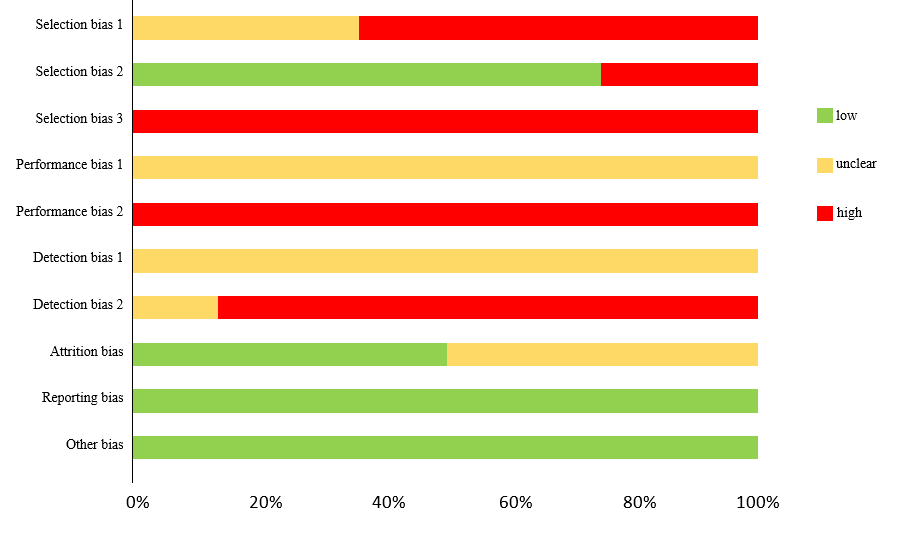 Selection bias 1
Selection bias 2
Selection bias 3
Performance bias 1
Performance bias 2
Detection bias 1
Detection bias 2
Attrition bias
Reporting bias
Other bias
0% 20% 40% 60% 80% 100%
low
unclear
high